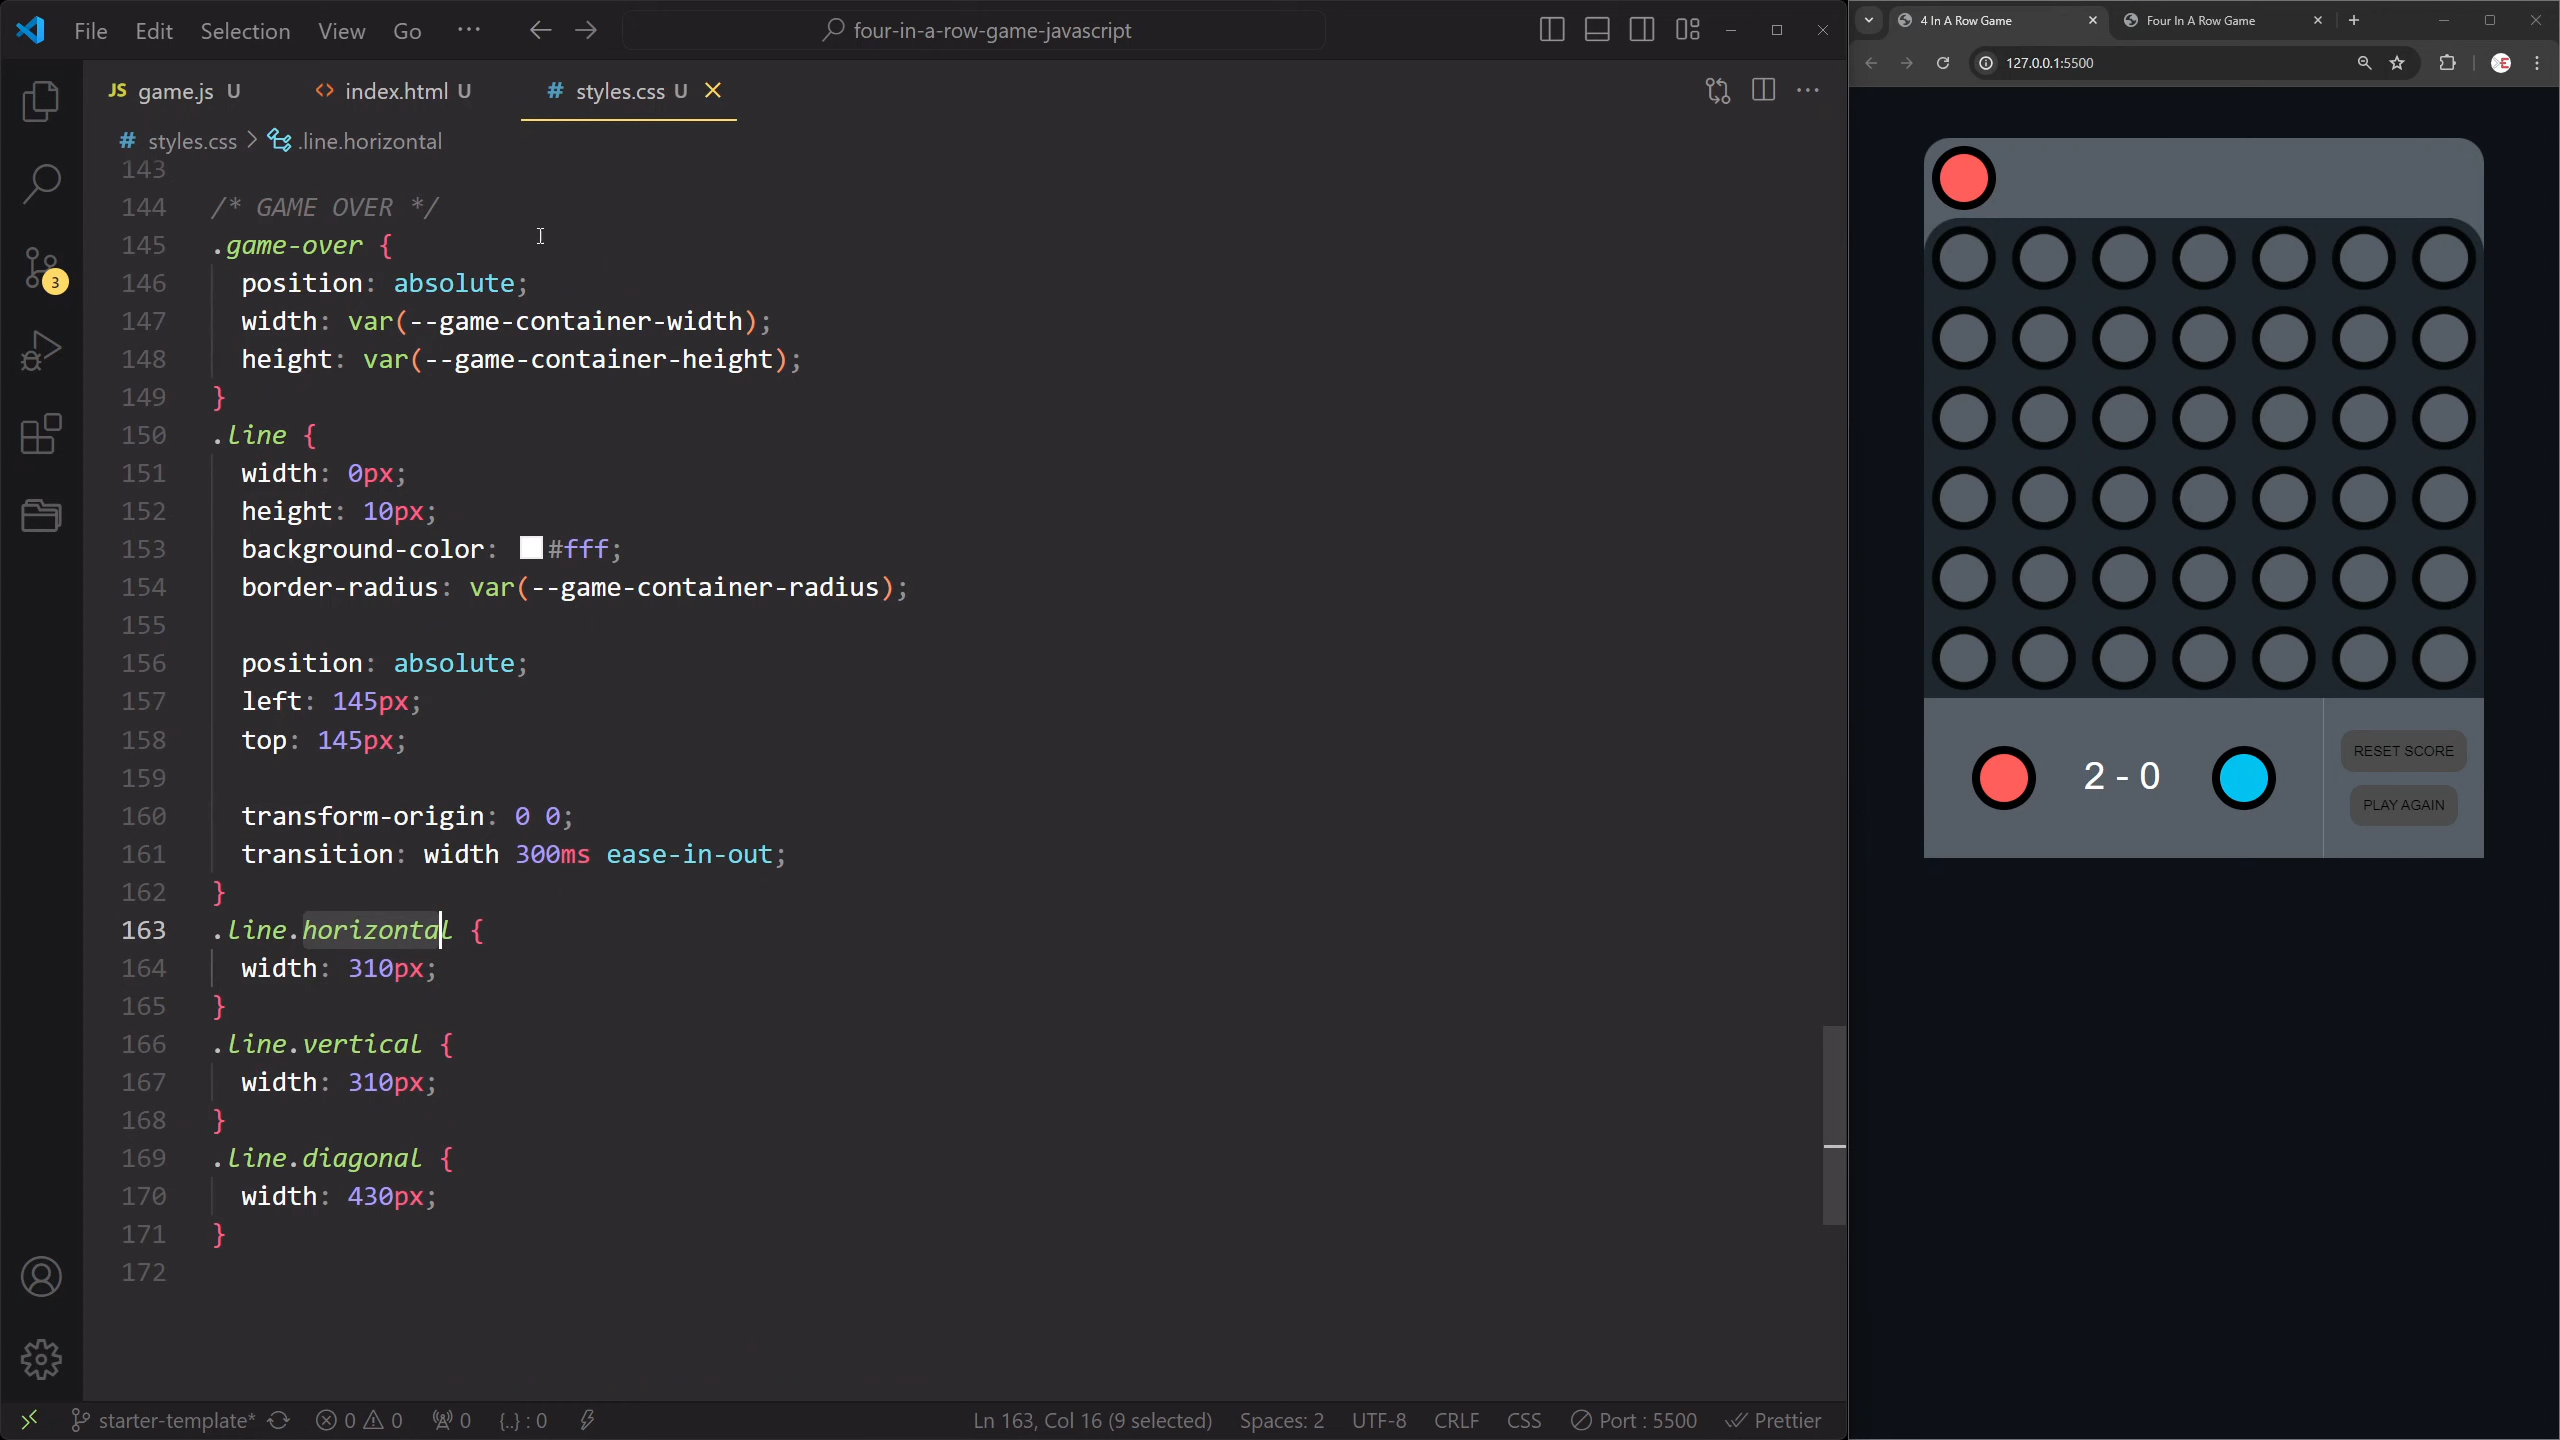 File Edit Selection View Go ··· four-in-a-row-game-javascript
JS game.js U <> index.html U # styles.css U
# styles.css > .line.horizontal
143
144 /* GAME OVER */
145 .game-over {
146 position: absolute;
147 width: var(--game-container-width);
148 height: var(--game-container-height);
149 }
150 .line {
151 width: 0px;
152 height: 10px;
153 background-color: #fff;
154 border-radius: var(--game-container-radius);
155
156 position: absolute;
157 left: 145px;
158 top: 145px;
159
160 transform-origin: 0 0;
161 transition: width 300ms ease-in-out;
162 }
163 .line.horizontal {
164 width: 310px;
165 }
166 .line.vertical {
167 width: 310px;
168 }
169 .line.diagonal {
170 width: 430px;
171 }
172
3
starter-template* 0 0 0 {..} : 0 Ln 163, Col 16 (9 selected) Spaces: 2 UTF-8 CRLF CSS Port : 5500 Prettier
4 In A Row Game Four In A Row Game
127.0.0.1:5500
2 - 0
RESET SCORE
PLAY AGAIN